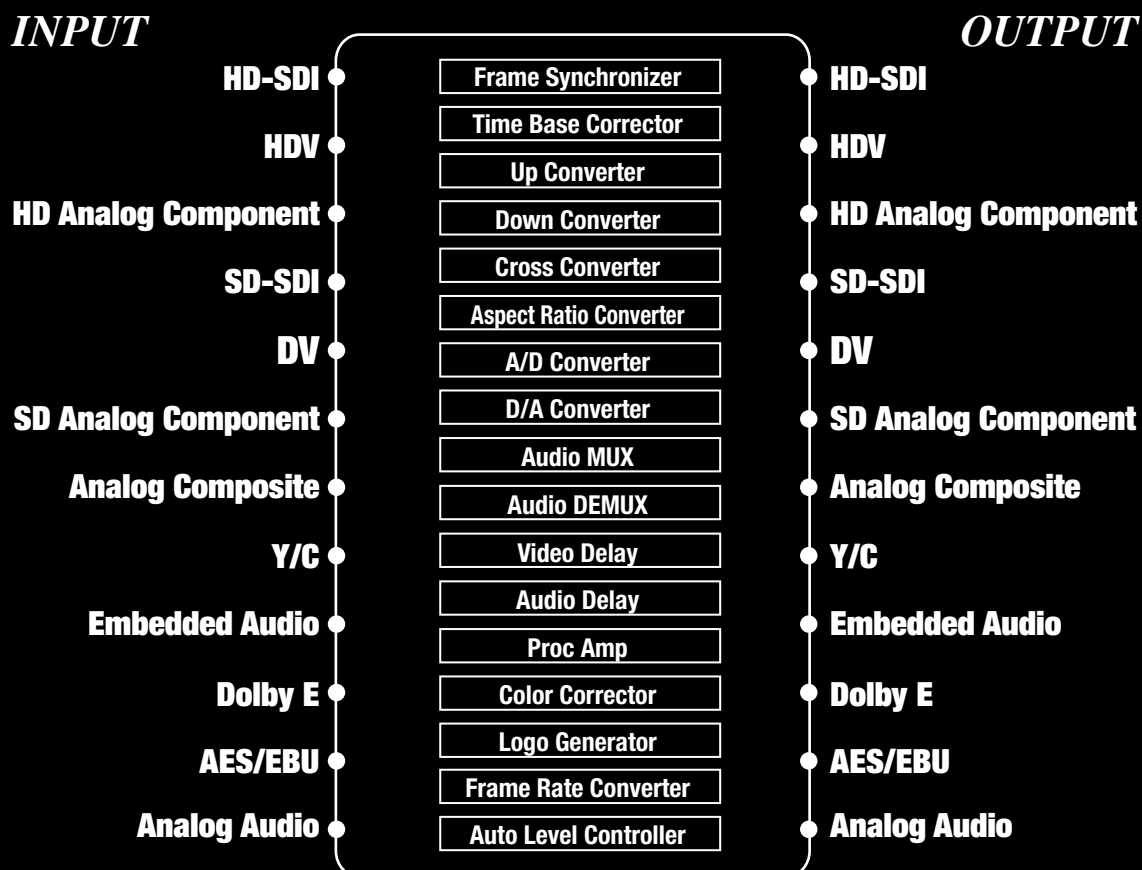 INPUT
OUTPUT
HD-SDI
HDV
HD Analog Component
SD-SDI
DV
SD Analog Component
Analog Composite
Y/C
Embedded Audio
Dolby E
AES/EBU
Analog Audio
Frame Synchronizer
Time Base Corrector
Up Converter
Down Converter
Cross Converter
Aspect Ratio Converter
A/D Converter
D/A Converter
Audio MUX
Audio DEMUX
Video Delay
Audio Delay
Proc Amp
Color Corrector
Logo Generator
Frame Rate Converter
Auto Level Controller
HD-SDI
HDV
HD Analog Component
SD-SDI
DV
SD Analog Component
Analog Composite
Y/C
Embedded Audio
Dolby E
AES/EBU
Analog Audio